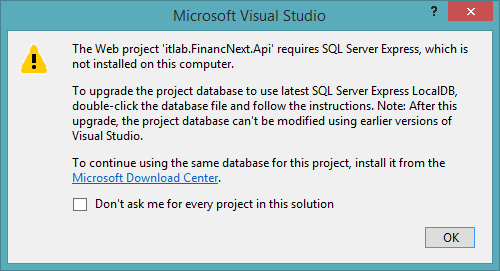 Microsoft Visual Studio
?
The Web project 'itlab.FinancNext.Api' requires SQL Server Express, which is
not installed on this computer.
To upgrade the project database to use latest SQL Server Express LocalDB,
double-click the database file and follow the instructions. Note: After this
upgrade, the project database can't be modified using earlier versions of
Visual Studio.
To continue using the same database for this project, install it from the
Microsoft Download Center.
Don't ask me for every project in this solution
OK